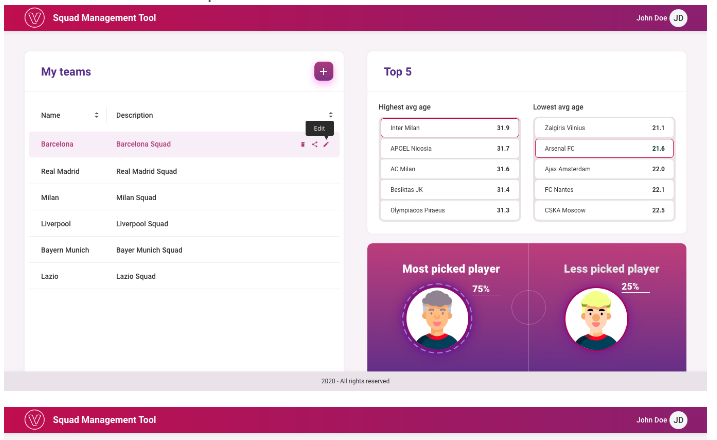 Squad Management Tool
John Doe JD
My teams
+
Name Description
Edit
Barcelona Barcelona Squad
Real Madrid Real Madrid Squad
Milan Milan Squad
Liverpool Liverpool Squad
Bayern Munich Bayer Munich Squad
Lazio Lazio Squad
Top 5
Highest avg age
Inter Milan 31.9
APOEL Nicosia 31.7
AC Milan 31.6
Besiktas JK 31.4
Olympiacos Piraeus 31.3
Lowest avg age
Zalgiris Vilnius 21.1
Arsenal FC 21.6
Ajax Amsterdam 22.0
FC Nantes 22.1
CSKA Moscow 22.5
Most picked player
75%
Less picked player
25%
2020 - All rights reserved
Squad Management Tool
John Doe JD